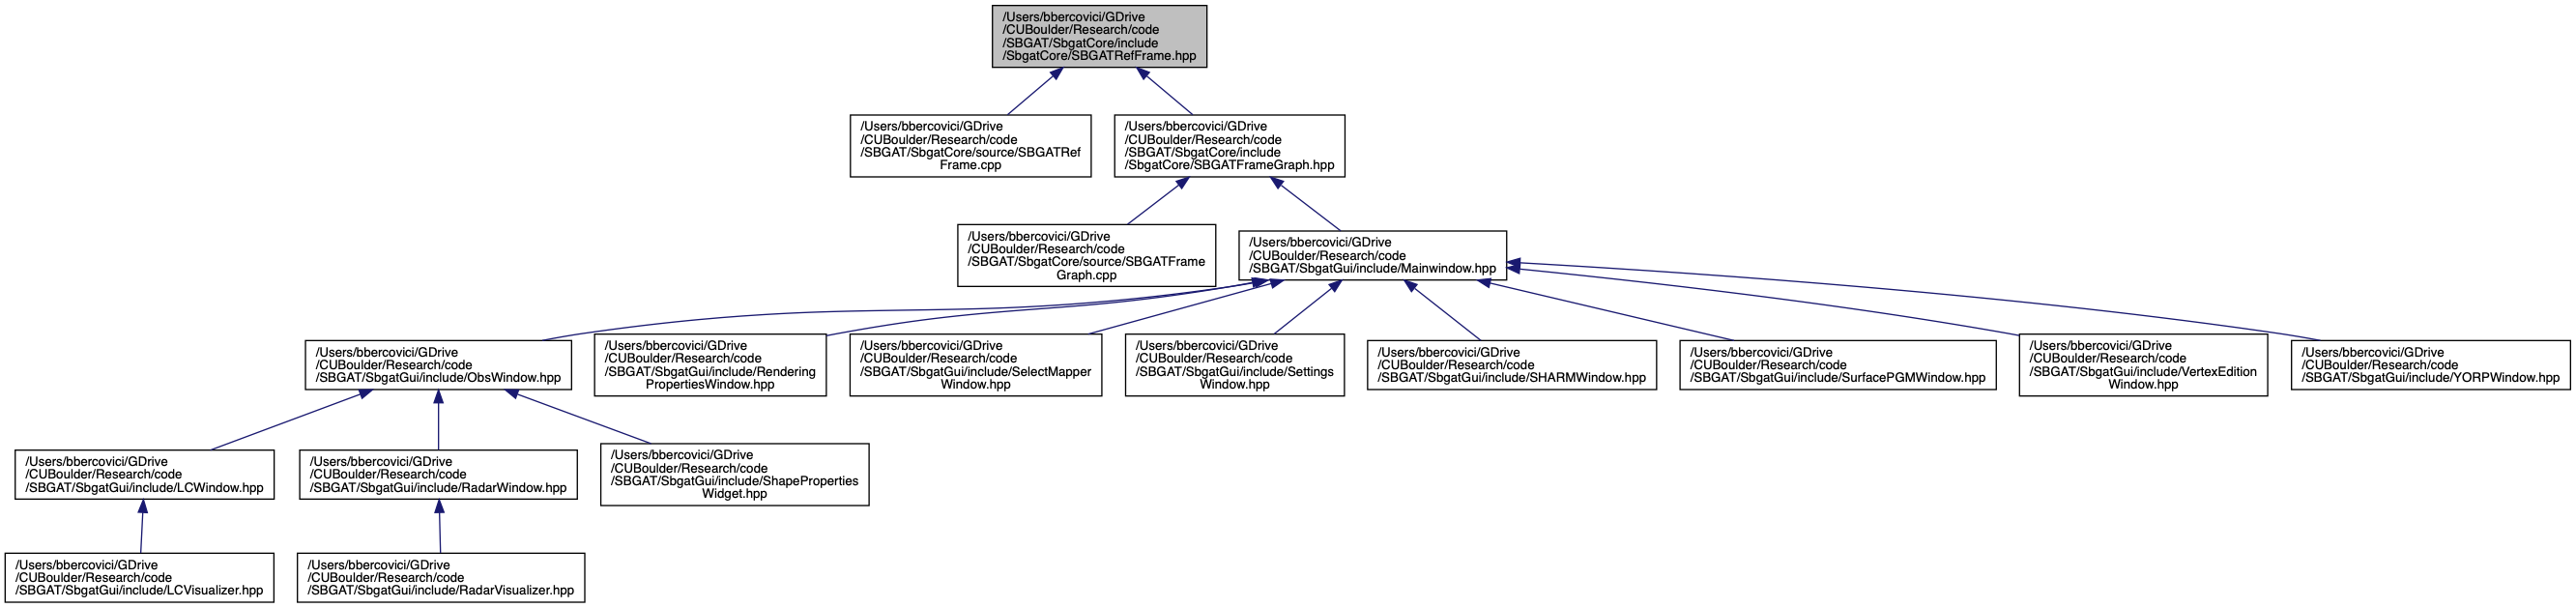 /Users/bbercovici/GDrive
/CUBoulder/Research/code
/SBGAT/SbgatCore/include
/SbgatCore/SBGATRefFrame.hpp
/Users/bbercovici/GDrive
/CUBoulder/Research/code
/SBGAT/SbgatCore/source/SBGATRef
Frame.cpp
/Users/bbercovici/GDrive
/CUBoulder/Research/code
/SBGAT/SbgatCore/include
/SbgatCore/SBGATFrameGraph.hpp
/Users/bbercovici/GDrive
/CUBoulder/Research/code
/SBGAT/SbgatCore/source/SBGATFrame
Graph.cpp
/Users/bbercovici/GDrive
/CUBoulder/Research/code
/SBGAT/SbgatGui/include/Mainwindow.hpp
/Users/bbercovici/GDrive
/CUBoulder/Research/code
/SBGAT/SbgatGui/include/ObsWindow.hpp
/Users/bbercovici/GDrive
/CUBoulder/Research/code
/SBGAT/SbgatGui/include/Rendering
PropertiesWindow.hpp
/Users/bbercovici/GDrive
/CUBoulder/Research/code
/SBGAT/SbgatGui/include/SelectMapper
Window.hpp
/Users/bbercovici/GDrive
/CUBoulder/Research/code
/SBGAT/SbgatGui/include/Settings
Window.hpp
/Users/bbercovici/GDrive
/CUBoulder/Research/code
/SBGAT/SbgatGui/include/SHARMWindow.hpp
/Users/bbercovici/GDrive
/CUBoulder/Research/code
/SBGAT/SbgatGui/include/SurfacePGMWindow.hpp
/Users/bbercovici/GDrive
/CUBoulder/Research/code
/SBGAT/SbgatGui/include/VertexEdition
Window.hpp
/Users/bbercovici/GDrive
/CUBoulder/Research/code
/SBGAT/SbgatGui/include/YORPWindow.hpp
/Users/bbercovici/GDrive
/CUBoulder/Research/code
/SBGAT/SbgatGui/include/LCWindow.hpp
/Users/bbercovici/GDrive
/CUBoulder/Research/code
/SBGAT/SbgatGui/include/RadarWindow.hpp
/Users/bbercovici/GDrive
/CUBoulder/Research/code
/SBGAT/SbgatGui/include/ShapeProperties
Widget.hpp
/Users/bbercovici/GDrive
/CUBoulder/Research/code
/SBGAT/SbgatGui/include/LCVisualizer.hpp
/Users/bbercovici/GDrive
/CUBoulder/Research/code
/SBGAT/SbgatGui/include/RadarVisualizer.hpp